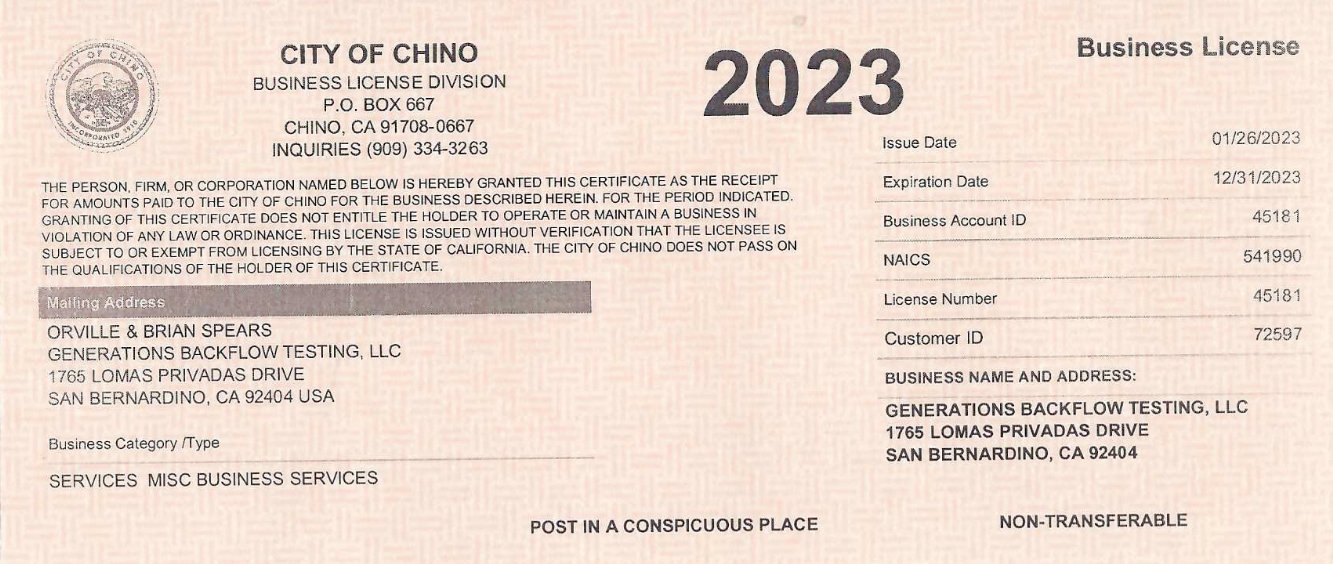 CITY OF CHINO
INCORPORATED 1910
CITY OF CHINO
BUSINESS LICENSE DIVISION
P.O. BOX 667
CHINO, CA 91708-0667
INQUIRIES (909) 334-3263
2023
Business License
Issue Date 01/26/2023
Expiration Date 12/31/2023
Business Account ID 45181
NAICS 541990
License Number 45181
Customer ID 72597
BUSINESS NAME AND ADDRESS:
GENERATIONS BACKFLOW TESTING, LLC
1765 LOMAS PRIVADAS DRIVE
SAN BERNARDINO, CA 92404
THE PERSON, FIRM, OR CORPORATION NAMED BELOW IS HEREBY GRANTED THIS CERTIFICATE AS THE RECEIPT
FOR AMOUNTS PAID TO THE CITY OF CHINO FOR THE BUSINESS DESCRIBED HEREIN. FOR THE PERIOD INDICATED.
GRANTING OF THIS CERTIFICATE DOES NOT ENTITLE THE HOLDER TO OPERATE OR MAINTAIN A BUSINESS IN
VIOLATION OF ANY LAW OR ORDINANCE. THIS LICENSE IS ISSUED WITHOUT VERIFICATION THAT THE LICENSEE IS
SUBJECT TO OR EXEMPT FROM LICENSING BY THE STATE OF CALIFORNIA. THE CITY OF CHINO DOES NOT PASS ON
THE QUALIFICATIONS OF THE HOLDER OF THIS CERTIFICATE.
Mailing Address
ORVILLE & BRIAN SPEARS
GENERATIONS BACKFLOW TESTING, LLC
1765 LOMAS PRIVADAS DRIVE
SAN BERNARDINO, CA 92404 USA
Business Category /Type
SERVICES MISC BUSINESS SERVICES
POST IN A CONSPICUOUS PLACE
NON-TRANSFERABLE